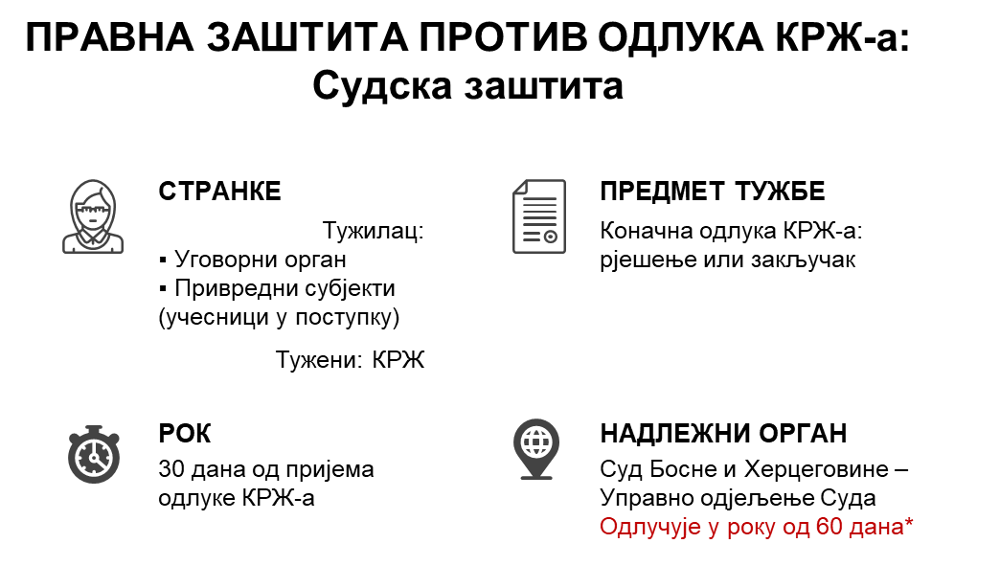 ПРАВНА ЗАШТИТА ПРОТИВ ОДЛУКА КРЖ-а:
Судска заштита
СТРАНКЕ
Тужилац:
▪ Уговорни орган
▪ Привредни субјекти
(учесници у поступку)
Тужени: КРЖ
ПРЕДМЕТ ТУЖБЕ
Коначна одлука КРЖ-а:
рјешење или закључак
РОК
30 дана од пријема
одлуке КРЖ-а
НАДЛЕЖНИ ОРГАН
Суд Босне и Херцеговине –
Управно одјељење Суда
Одлучује у року од 60 дана*